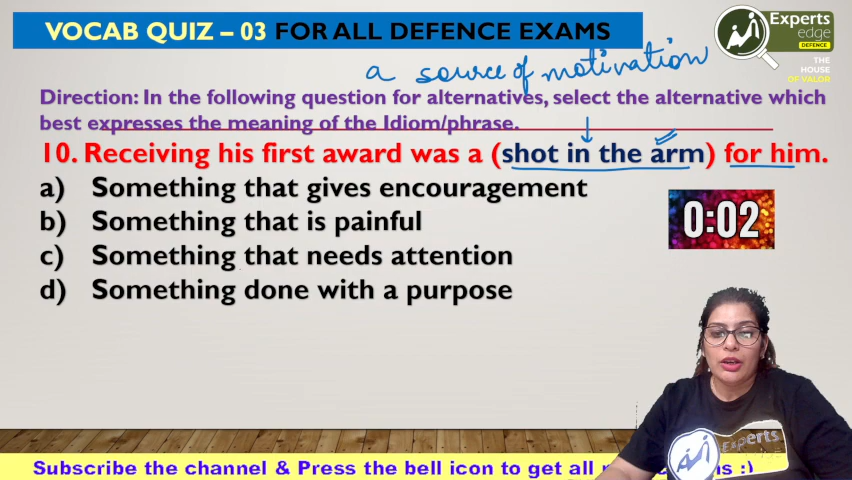 VOCAB QUIZ – 03 FOR ALL DEFENCE EXAMS
Experts
edge
DEFENCE
THE
HOUSE
OF VALOR
a source of motivation
Direction: In the following question for alternatives, select the alternative which
best expresses the meaning of the Idiom/phrase.
10. Receiving his first award was a (shot in the arm) for him.
a) Something that gives encouragement
b) Something that is painful
c) Something that needs attention
d) Something done with a purpose
0:02
Experts
Subscribe the channel & Press the bell icon to get all :)